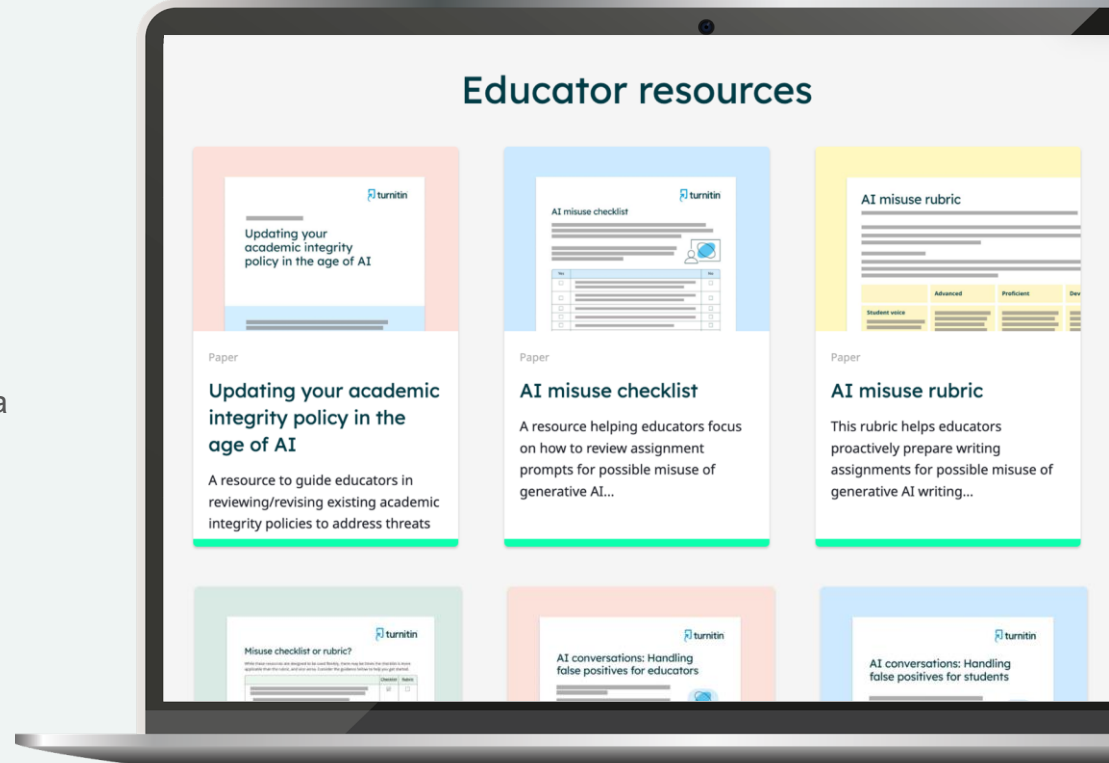 Educator resources
turnitin
Updating your
academic integrity
policy in the age of AI
Paper
Updating your academic
integrity policy in the
age of AI
A resource to guide educators in
reviewing/revising existing academic
integrity policies to address threats
turnitin
AI misuse checklist
Yes
No
Paper
AI misuse checklist
A resource helping educators focus
on how to review assignment
prompts for possible misuse of
generative AI...
AI misuse rubric
Advanced Proficient Dev
Student voice
Paper
AI misuse rubric
This rubric helps educators
proactively prepare writing
assignments for possible misuse of
generative AI writing...
a
turnitin
Misuse checklist or rubric?
Checklist Rubric
turnitin
AI conversations: Handling
false positives for educators
turnitin
AI conversations: Handling
false positives for students